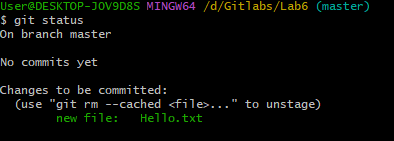 User@DESKTOP-JOV9D8S MINGW64 /d/Gitlabs/Lab6 (master)
$ git status
On branch master
No commits yet
Changes to be committed:
(use "git rm --cached <file>..." to unstage)
new file: Hello.txt